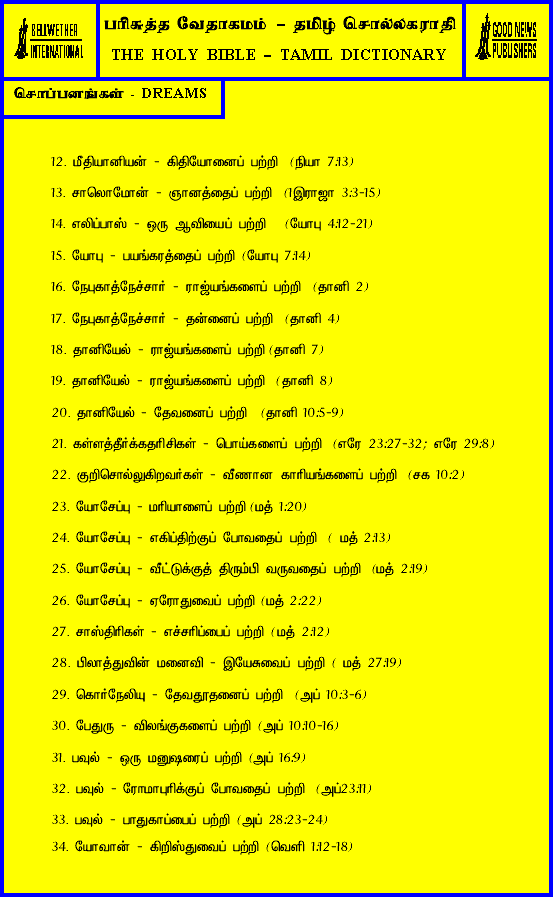 BELLWETHER
INTERNATIONAL
பரிசுத்த வேதாகமம் – தமிழ் சொல்லகராதி
THE HOLY BIBLE – TAMIL DICTIONARY
GOOD NEWS
PUBLISHERS
சொப்பனங்கள் - DREAMS
12. மீதியானியன் - கிதியோனைப் பற்றி (நியா 7:13)
13. சாலொமோன் - ஞானத்தைப் பற்றி (1இராஜா 3:3-15)
14. எலிப்பாஸ் - ஒரு ஆவியைப் பற்றி (யோபு 4:12-21)
15. யோபு - பயங்கரத்தைப் பற்றி (யோபு 7:14)
16. நேபுகாத்நேச்சார் - ராஜ்யங்களைப் பற்றி (தானி 2)
17. நேபுகாத்நேச்சார் - தன்னைப் பற்றி (தானி 4)
18. தானியேல் - ராஜ்யங்களைப் பற்றி (தானி 7)
19. தானியேல் - ராஜ்யங்களைப் பற்றி (தானி 8)
20. தானியேல் - தேவனைப் பற்றி (தானி 10:5-9)
21. கள்ளத்தீர்க்கதரிசிகள் - பொய்களைப் பற்றி (எரே 23:27-32; எரே 29:8)
22. குறிசொல்லுகிறவர்கள் - வீணான காரியங்களைப் பற்றி (சக 10:2)
23. யோசேப்பு - மரியாளைப் பற்றி (மத் 1:20)
24. யோசேப்பு - எகிப்திற்குப் போவதைப் பற்றி ( மத் 2:13)
25. யோசேப்பு - வீட்டுக்குத் திரும்பி வருவதைப் பற்றி (மத் 2:19)
26. யோசேப்பு - ஏரோதுவைப் பற்றி (மத் 2:22)
27. சாஸ்திரிகள் - எச்சரிப்பைப் பற்றி (மத் 2:12)
28. பிலாத்துவின் மனைவி - இயேசுவைப் பற்றி ( மத் 27:19)
29. கொர்நேலியு - தேவதூதனைப் பற்றி (அப் 10:3-6)
30. பேதுரு - விலங்குகளைப் பற்றி (அப் 10:10-16)
31. பவுல் - ஒரு மனுஷரைப் பற்றி (அப் 16:9)
32. பவுல் - ரோமாபுரிக்குப் போவதைப் பற்றி (அப்23:11)
33. பவுல் - பாதுகாப்பைப் பற்றி (அப் 28:23-24)
34. யோவான் - கிறிஸ்துவைப் பற்றி (வெளி 1:12-18)